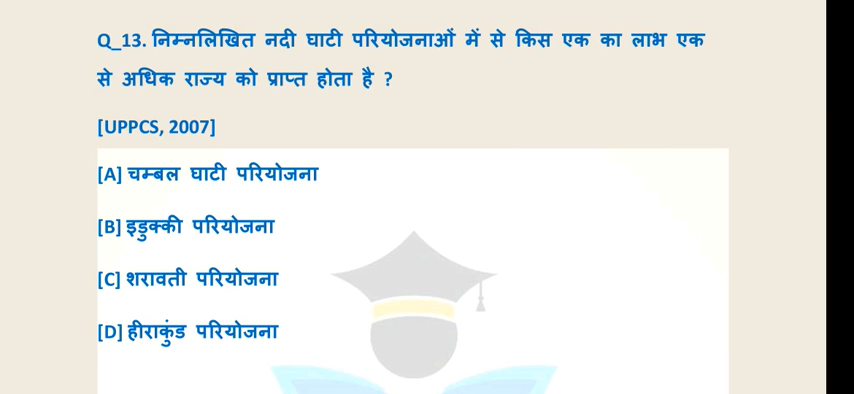 Q_13. निम्नलिखित नदी घाटी परियोजनाओं में से किस एक का लाभ एक
से अधिक राज्य को प्राप्त होता है ?
[UPPCS, 2007]
[A] चम्बल घाटी परियोजना
[B] इडुक्की परियोजना
[C] शरावती परियोजना
[D] हीराकुंड परियोजना